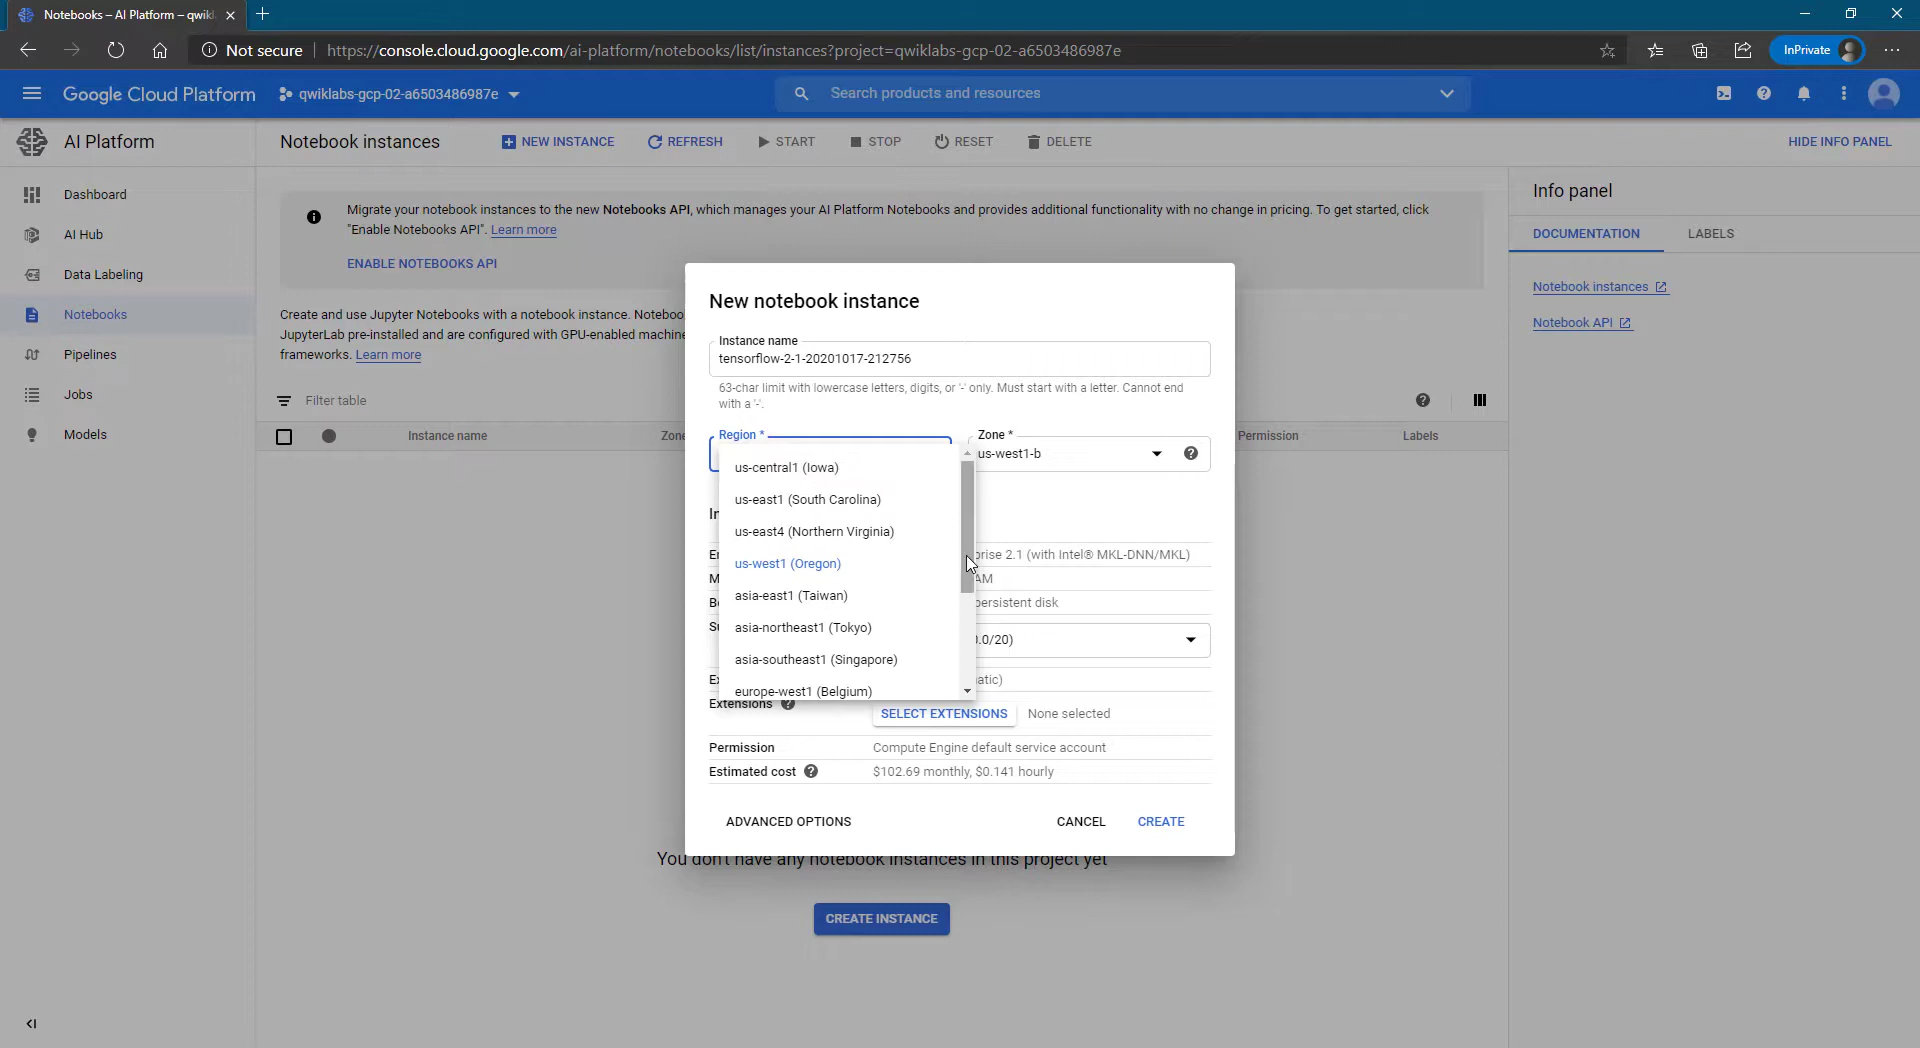 Notebooks – AI Platform – qwikl
Not secure
https://console.cloud.google.com/ai-platform/notebooks/list/instances?project=qwiklabs-gcp-02-a6503486987e
InPrivate
Google Cloud Platform
qwiklabs-gcp-02-a6503486987e
Search products and resources
AI Platform
Notebook instances
NEW INSTANCE
REFRESH
START
STOP
RESET
DELETE
HIDE INFO PANEL
Dashboard
AI Hub
Data Labeling
Notebooks
Pipelines
Jobs
Models
Migrate your notebook instances to the new Notebooks API, which manages your AI Platform Notebooks and provides additional functionality with no change in pricing. To get started, click
"Enable Notebooks API". Learn more
ENABLE NOTEBOOKS API
Create and use Jupyter Notebooks with a notebook instance. Notebo
JupyterLab pre-installed and are configured with GPU-enabled machine
frameworks. Learn more
Filter table
Instance name
Zone
Permission
Labels
Info panel
DOCUMENTATION
LABELS
Notebook instances
Notebook API
New notebook instance
Instance name
tensorflow-2-1-20201017-212756
63-char limit with lowercase letters, digits, or '-' only. Must start with a letter. Cannot end
with a '-'.
Region *
Zone *
us-west1-b
us-central1 (Iowa)
us-east1 (South Carolina)
us-east4 (Northern Virginia)
us-west1 (Oregon)
asia-east1 (Taiwan)
asia-northeast1 (Tokyo)
asia-southeast1 (Singapore)
europe-west1 (Belgium)
In
En
prise 2.1 (with Intel® MKL-DNN/MKL)
M
AM
Bo
persistent disk
Su
0.0/20)
Ex
matic)
Extensions
SELECT EXTENSIONS
None selected
Permission
Compute Engine default service account
Estimated cost
$102.69 monthly, $0.141 hourly
ADVANCED OPTIONS
CANCEL
CREATE
You don't have any notebook instances in this project yet
CREATE INSTANCE